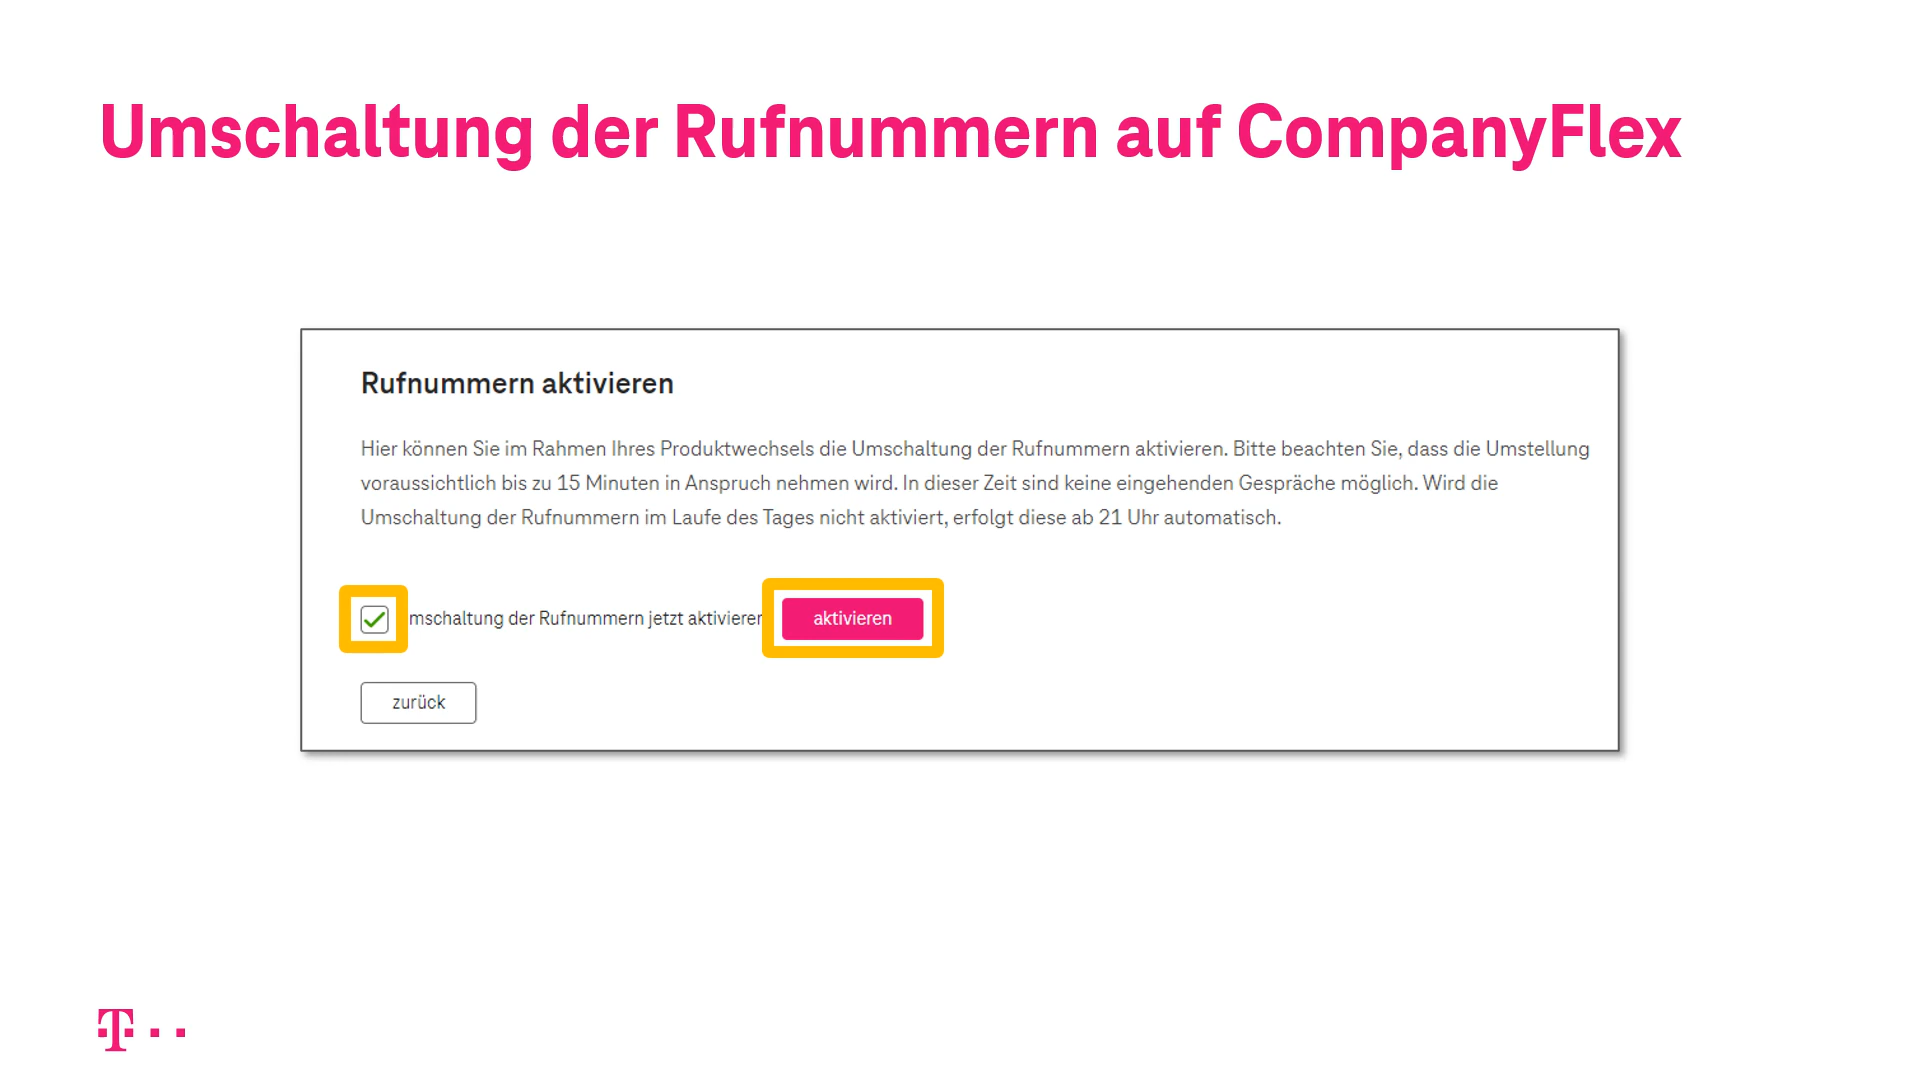 Umschaltung der Rufnummern auf CompanyFlex
Rufnummern aktivieren
Hier können Sie im Rahmen Ihres Produktwechsels die Umschaltung der Rufnummern aktivieren. Bitte beachten Sie, dass die Umstellung
voraussichtlich bis zu 15 Minuten in Anspruch nehmen wird. In dieser Zeit sind keine eingehenden Gespräche möglich. Wird die
Umschaltung der Rufnummern im Laufe des Tages nicht aktiviert, erfolgt diese ab 21 Uhr automatisch.
mschaltung der Rufnummern jetzt aktivieren aktivieren
zurück
T